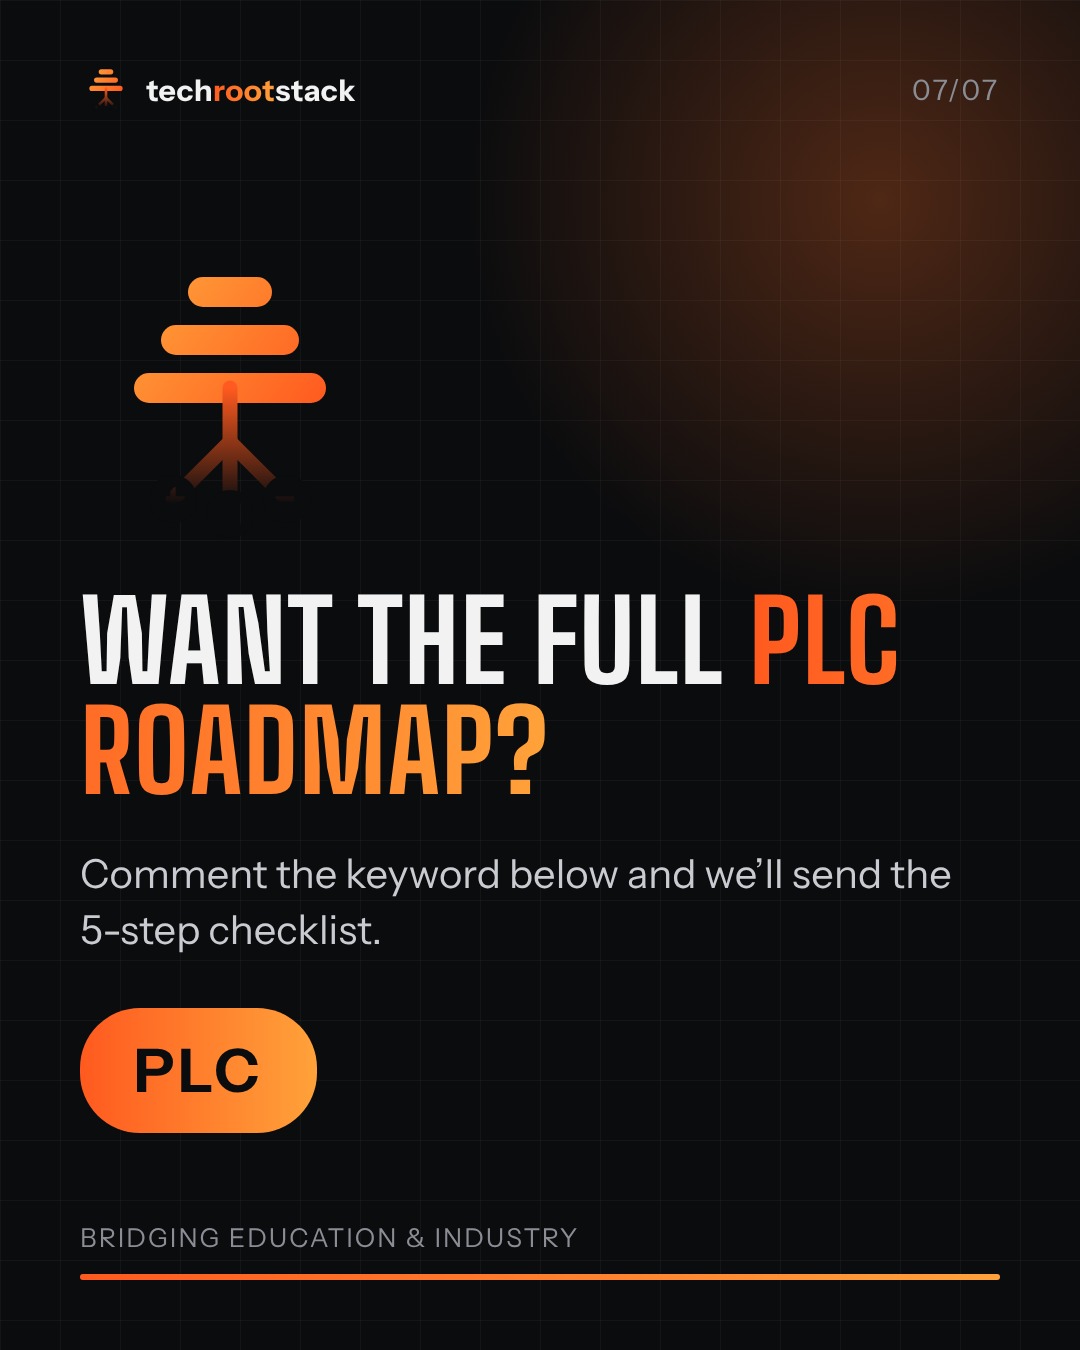 techrootstack
07/07
WANT THE FULL PLC
ROADMAP?
Comment the keyword below and we’ll send the
5-step checklist.
PLC
BRIDGING EDUCATION & INDUSTRY